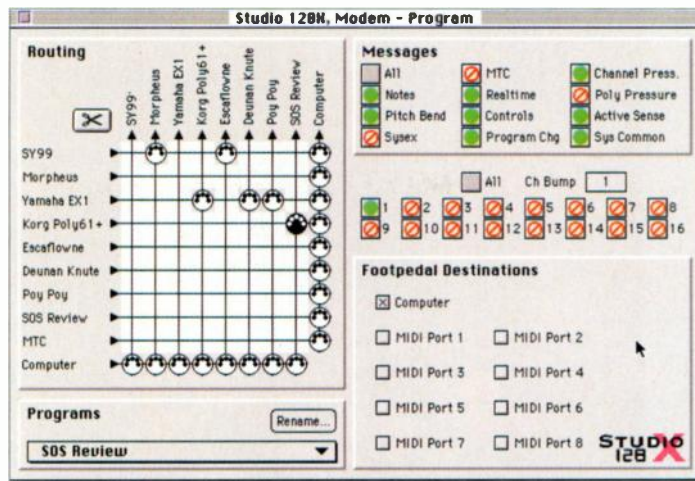 Studio 128X, Modem - Program
Routing
SY99
Morpheus
Yamaha EX1
Korg Poly61+
Escaflowne
Deunan Knute
Poy Poy
SOS Review
Computer
SY99
Morpheus
Yamaha EX1
Korg Poly61+
Escaflowne
Deunan Knute
Poy Poy
SOS Review
MTC
Computer
Programs
Rename...
SOS Review
Messages
All MTC Channel Press.
Notes Realtime Poly Pressure
Pitch Bend Controls Active Sense
Sysex Program Chg Sys Common
All Ch Bump 1
1 2 3 4 5 6 7 8
9 10 11 12 13 14 15 16
Footpedal Destinations
Computer
MIDI Port 1 MIDI Port 2
MIDI Port 3 MIDI Port 4
MIDI Port 5 MIDI Port 6
MIDI Port 7 MIDI Port 8
STUDIO
128 X